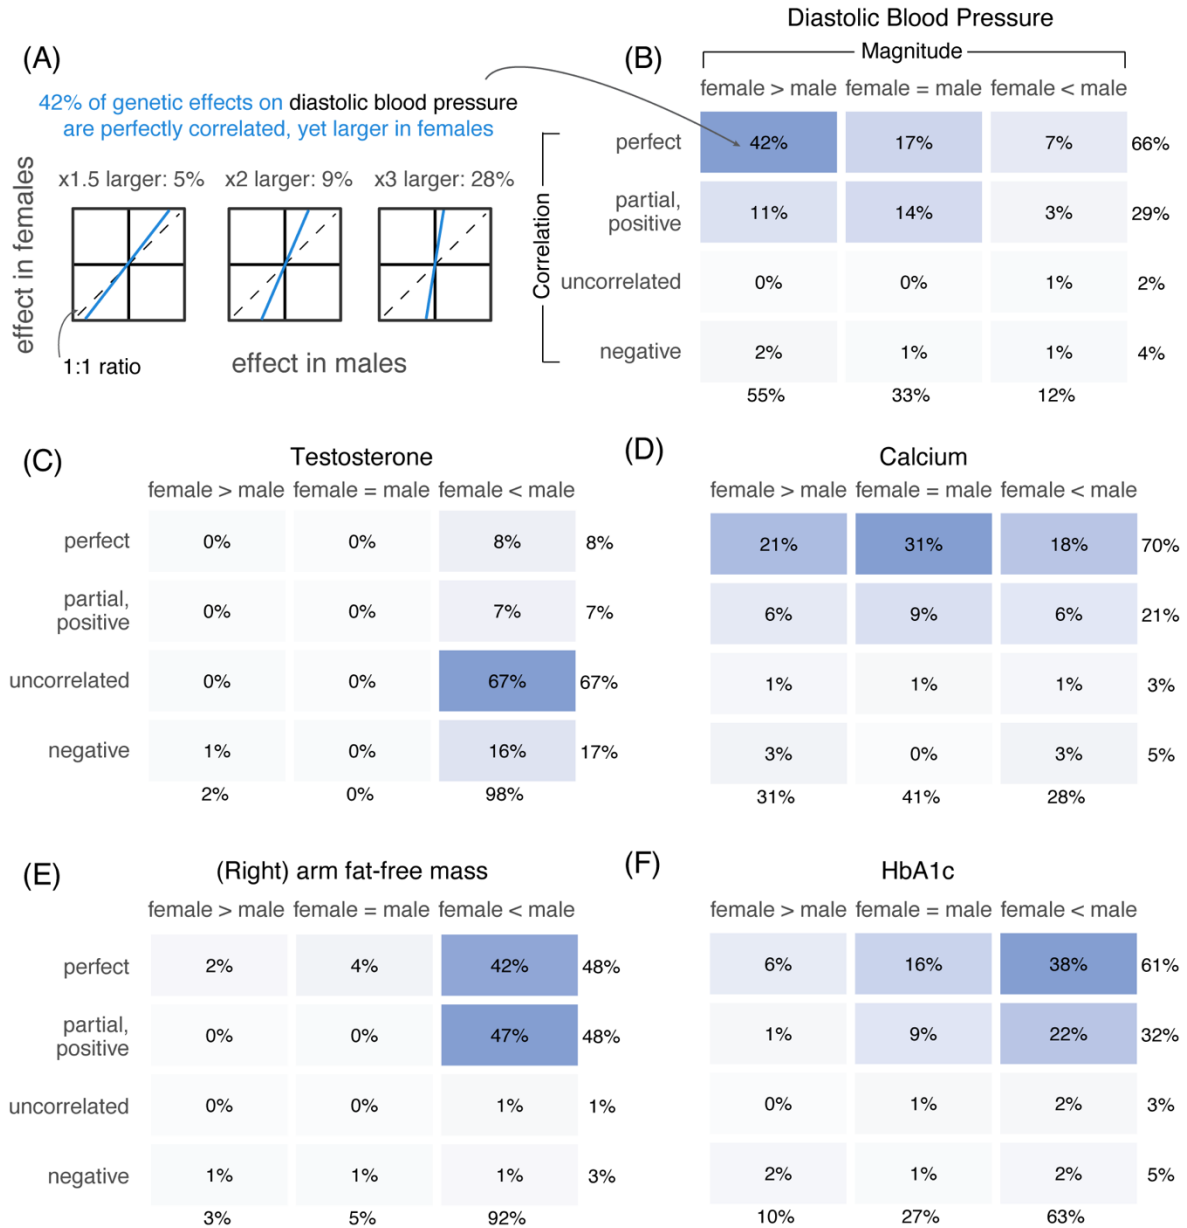 (A)
42% of genetic effects on diastolic blood pressure
are perfectly correlated, yet larger in females
x1.5 larger: 5% x2 larger: 9% x3 larger: 28%
effect in females
1:1 ratio
effect in males
(B)
Diastolic Blood Pressure
Magnitude
female > male female = male female < male
Correlation
perfect 42% 17% 7% 66%
partial,
positive 11% 14% 3% 29%
uncorrelated 0% 0% 1% 2%
negative 2% 1% 1% 4%
55% 33% 12%
(C)
Testosterone
female > male female = male female < male
perfect 0% 0% 8% 8%
partial,
positive 0% 0% 7% 7%
uncorrelated 0% 0% 67% 67%
negative 1% 0% 16% 17%
2% 0% 98%
(D)
Calcium
female > male female = male female < male
21% 31% 18% 70%
6% 9% 6% 21%
1% 1% 1% 3%
3% 0% 3% 5%
31% 41% 28%
(E)
(Right) arm fat-free mass
female > male female = male female < male
perfect 2% 4% 42% 48%
partial,
positive 0% 0% 47% 48%
uncorrelated 0% 0% 1% 1%
negative 1% 1% 1% 3%
3% 5% 92%
(F)
HbA1c
female > male female = male female < male
6% 16% 38% 61%
1% 9% 22% 32%
0% 1% 2% 3%
2% 1% 2% 5%
10% 27% 63%